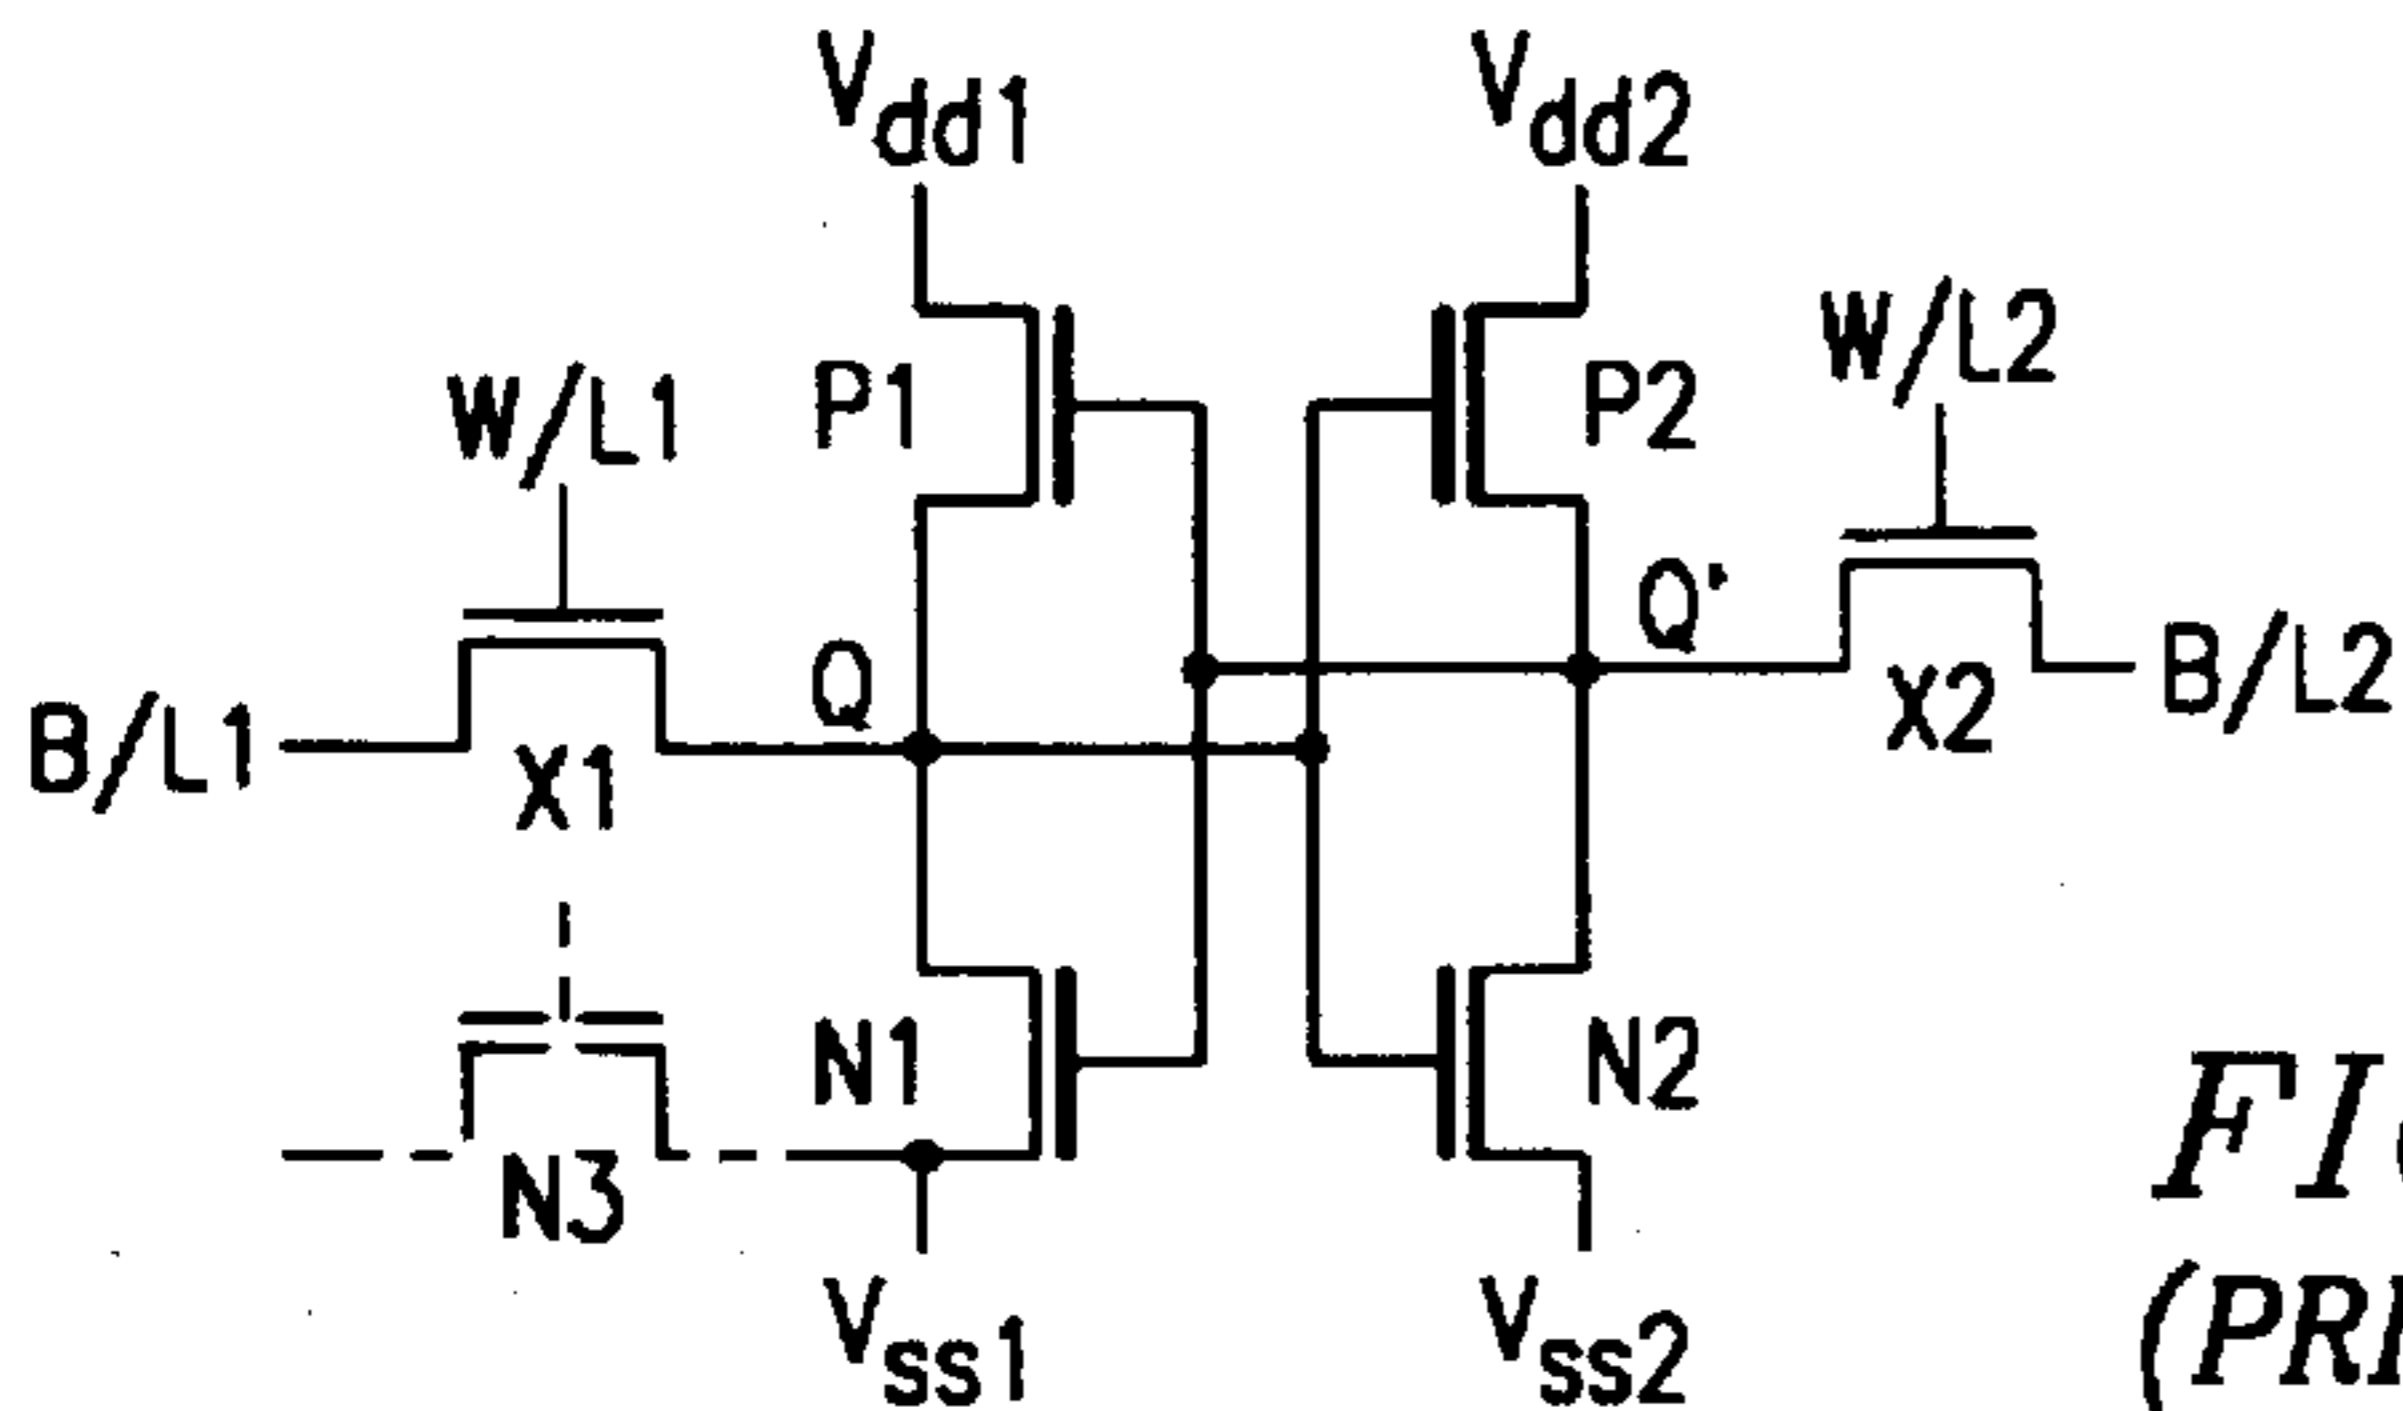 Vdd1
Vdd2
W/L1
P1
P2
W/L2
B/L1
X1
Q
Q'
X2
B/L2
N1
N2
N3
Vss1
Vss2